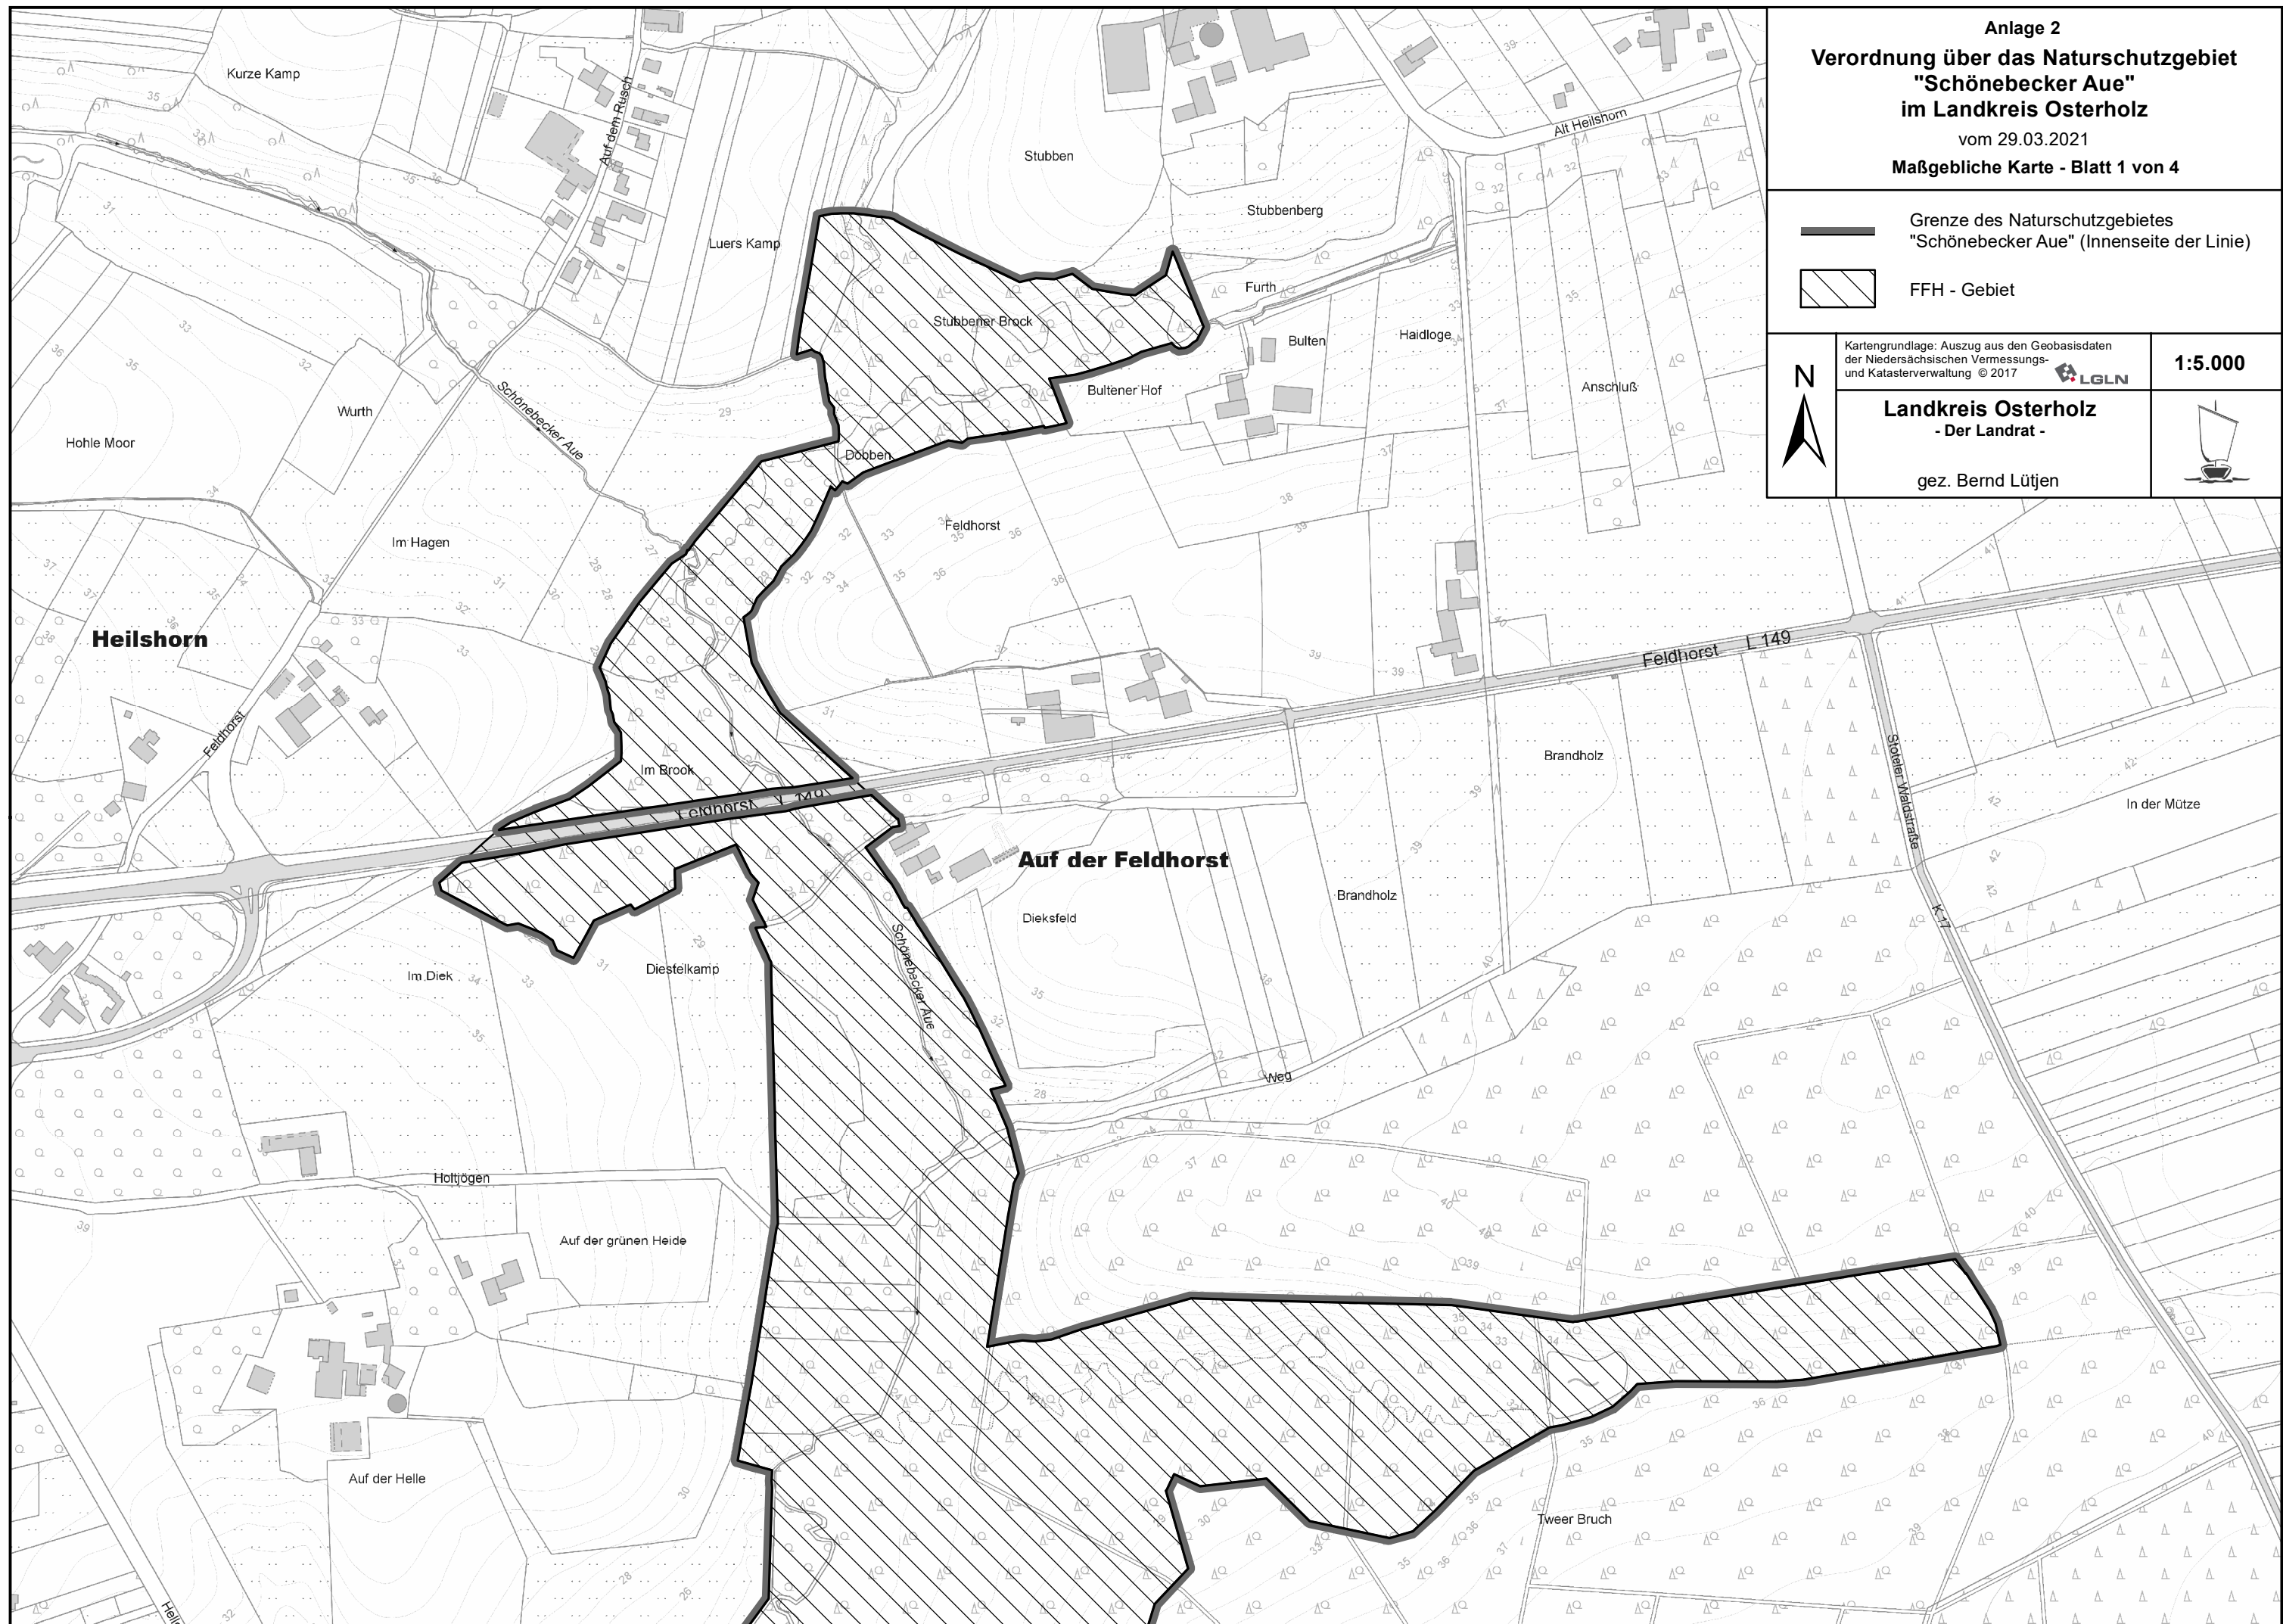 Anlage 2
Verordnung über das Naturschutzgebiet
"Schönebecker Aue"
im Landkreis Osterholz
vom 29.03.2021
Maßgebliche Karte - Blatt 1 von 4
Grenze des Naturschutzgebietes
"Schönebecker Aue" (Innenseite der Linie)
FFH - Gebiet
N
Kartengrundlage: Auszug aus den Geobasisdaten
der Niedersächsischen Vermessungs-
und Katasterverwaltung © 2017
LGLN
1:5.000
Landkreis Osterholz
- Der Landrat -
gez. Bernd Lütjen
Kurze Kamp
Auf dem Rusch
Alt Heilshorn
Stubben
Stubbenberg
Luers Kamp
Furth
Stubbener Brock
Bulten
Haidloge
Anschluß
Bultener Hof
Schönebecker Aue
Wurth
Hohle Moor
Döbben
Feldhorst
Im Hagen
Heilshorn
Feldhorst
Feldhorst L 149
Im Brook
Feldhorst L 149
Brandholz
Stoteler Waldstraße
In der Mütze
Auf der Feldhorst
Brandholz
Dieksfeld
K 17
Schönebecker Aue
Im Diek
Diestelkamp
Weg
Holtjögen
Auf der grünen Heide
Auf der Helle
Tweer Bruch